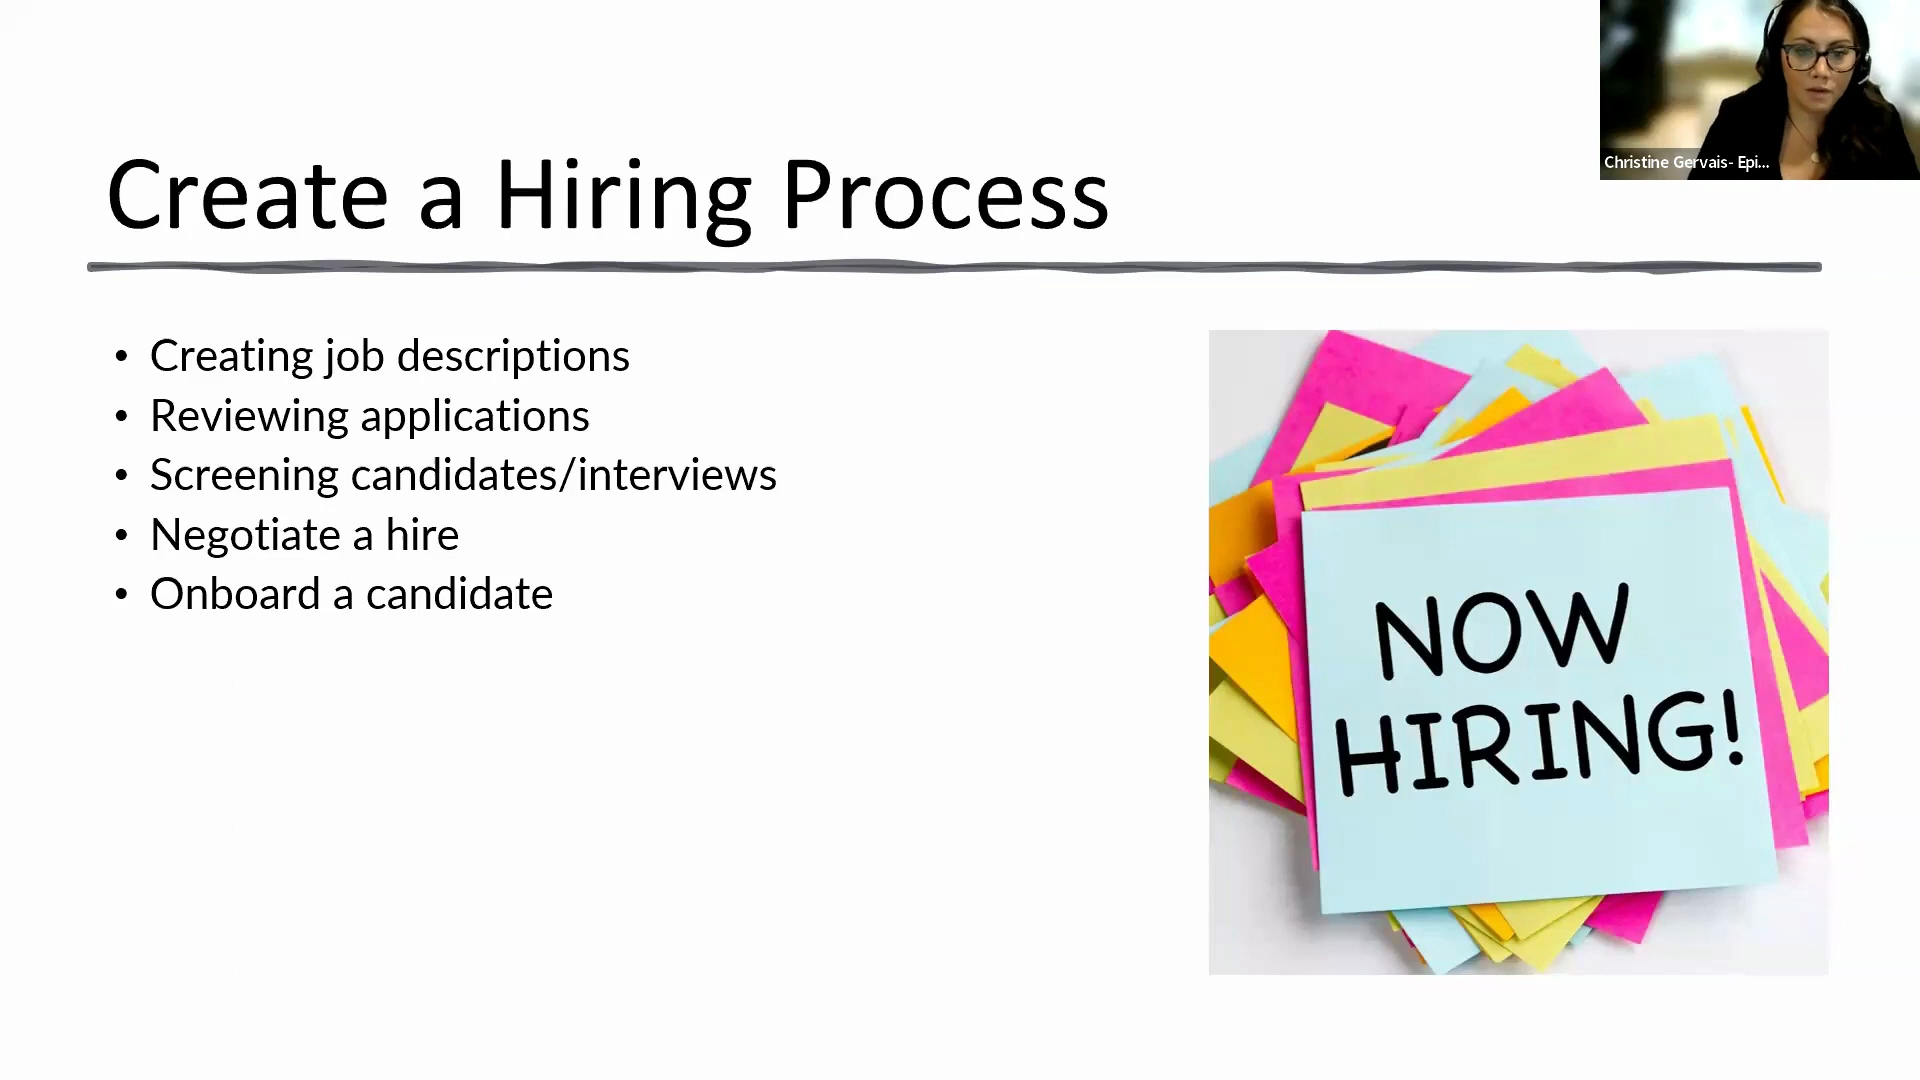 Christine Gervais- Epi...
Create a Hiring Process
• Creating job descriptions
• Reviewing applications
• Screening candidates/interviews
• Negotiate a hire
• Onboard a candidate
NOW
HIRING!